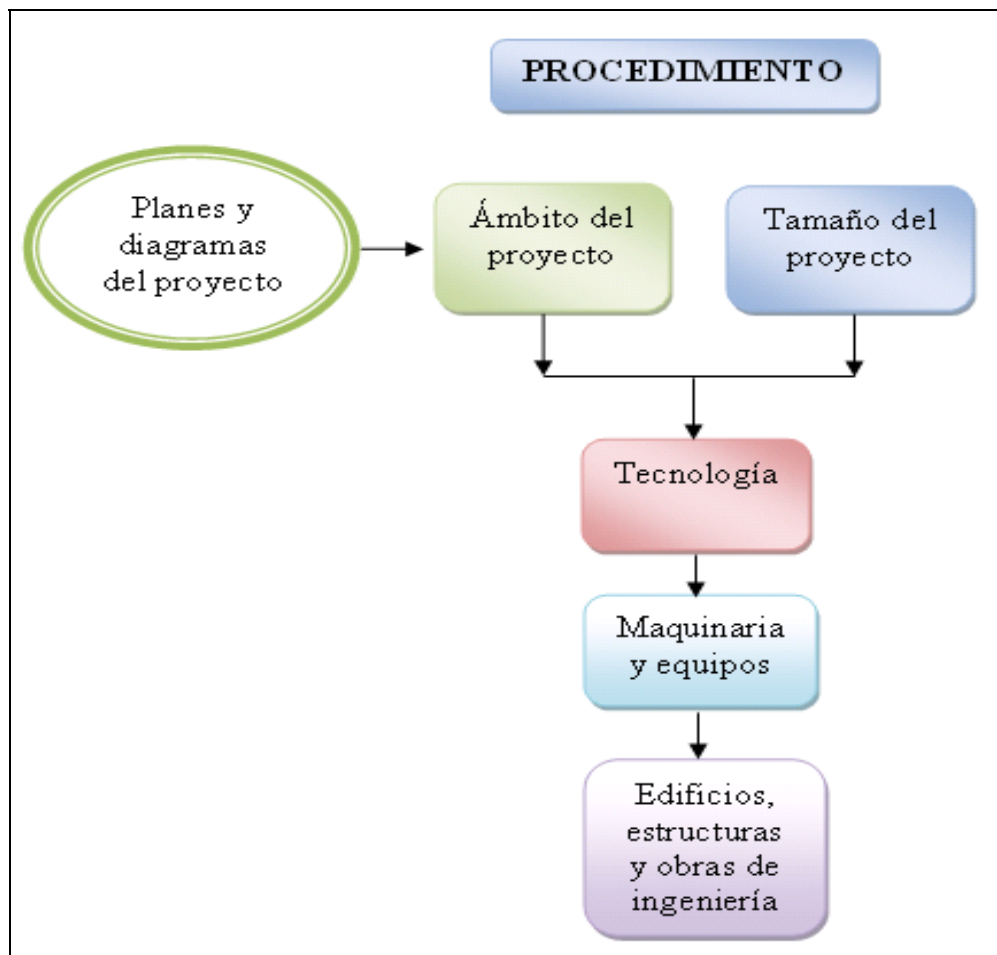 PROCEDIMIENTO
Planes y
diagramas
del proyecto
Ámbito del
proyecto
Tamaño del
proyecto
Tecnología
Maquinaria
y equipos
Edificios,
estructuras
y obras de
ingeniería